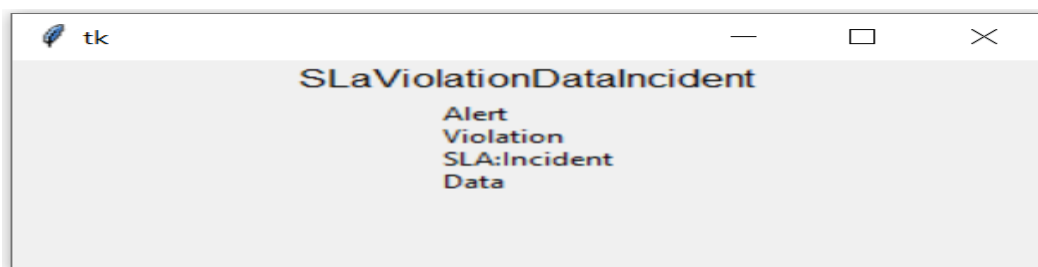 tk
SLaViolationDataIncident
Alert
Violation
SLA:Incident
Data